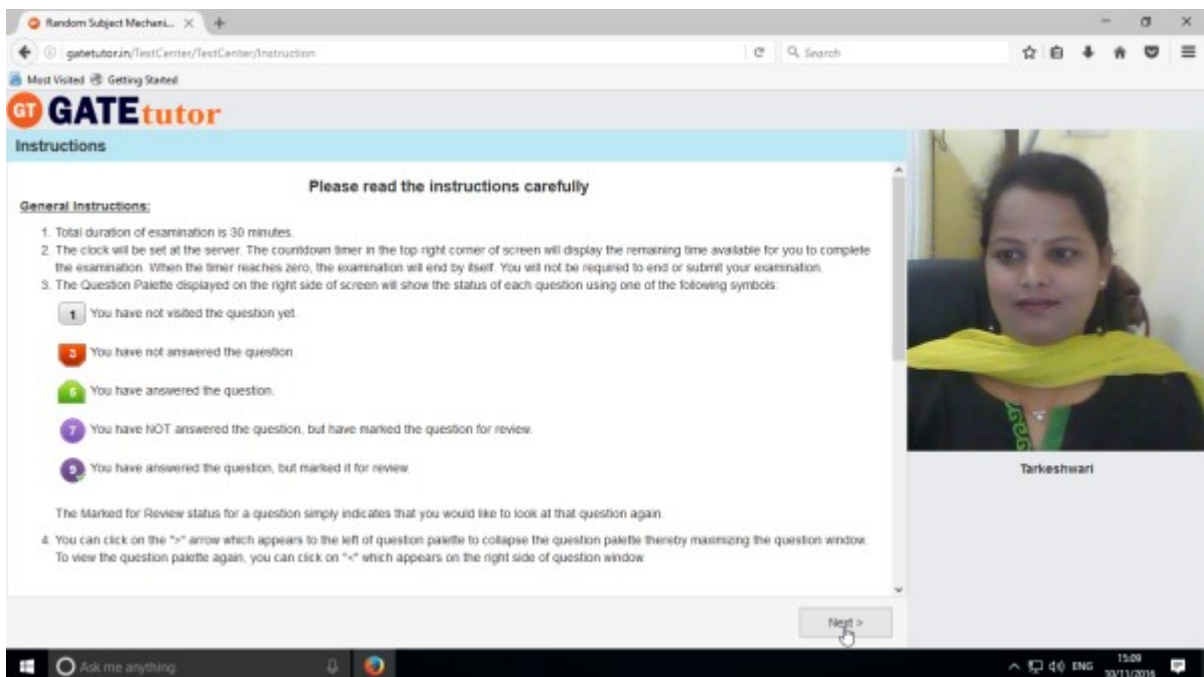 Random Subject Mechani...
gatetutor.in/TestCenter/TestCenter/Instruction
Search
Most Visited Getting Started
GT GATEtutor
Instructions
Please read the instructions carefully
General Instructions:
1. Total duration of examination is 30 minutes.
2. The clock will be set at the server. The countdown timer in the top right corner of screen will display the remaining time available for you to complete
the examination. When the timer reaches zero, the examination will end by itself. You will not be required to end or submit your examination.
3. The Question Palette displayed on the right side of screen will show the status of each question using one of the following symbols:
1 You have not visited the question yet.
3 You have not answered the question.
5 You have answered the question.
7 You have NOT answered the question, but have marked the question for review.
9 You have answered the question, but marked it for review.
The Marked for Review status for a question simply indicates that you would like to look at that question again.
4. You can click on the ">" arrow which appears to the left of question palette to collapse the question palette thereby maximizing the question window.
To view the question palette again, you can click on "<" which appears on the right side of question window.
Tarkeshwari
Next >
Ask me anything
ENG
15:09
10/11/2016